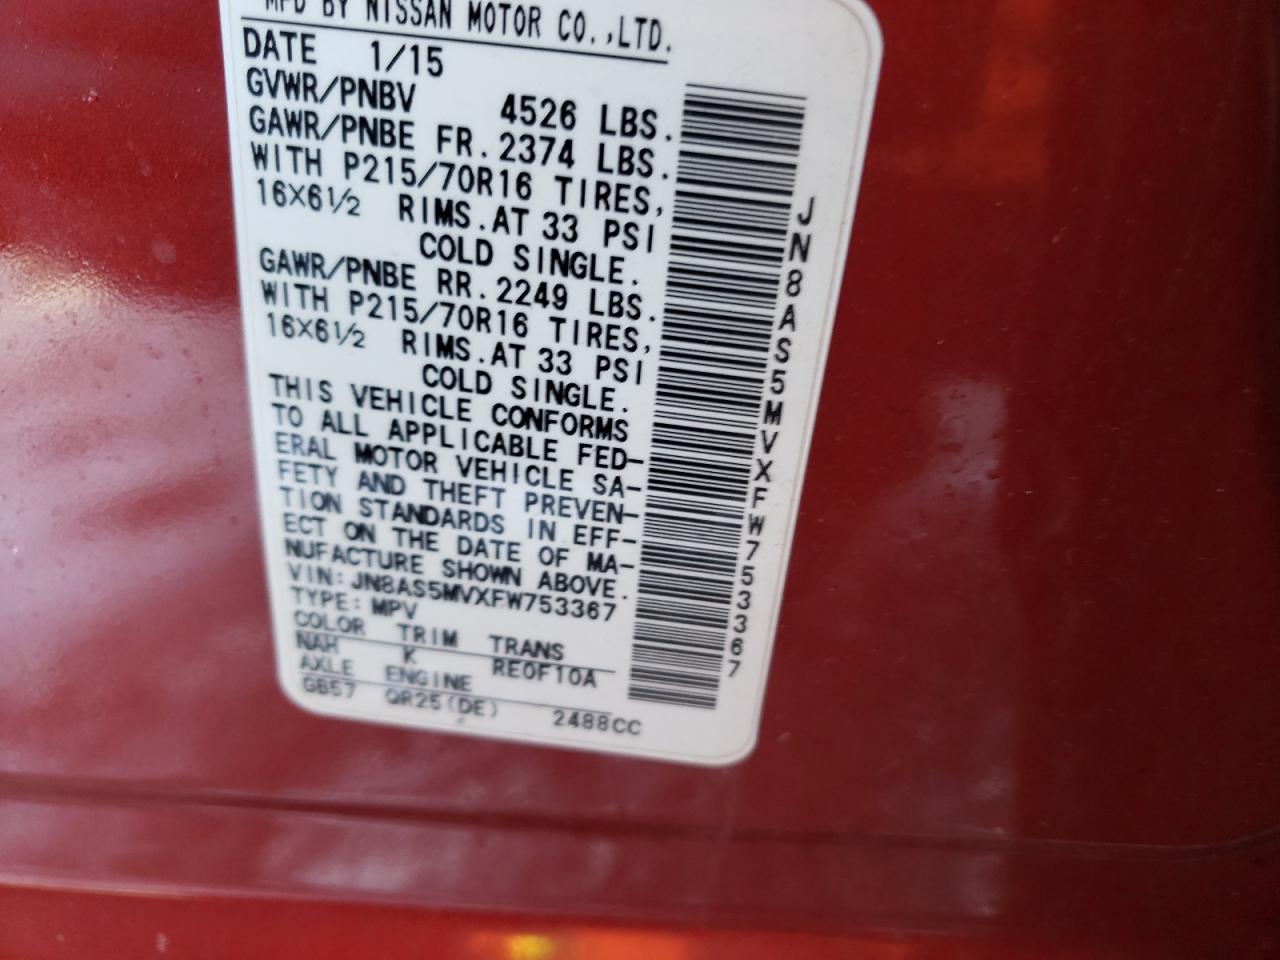 MFD BY NISSAN MOTOR CO.,LTD.
DATE 1/15
GVWR/PNBV 4526 LBS.
GAWR/PNBE FR.2374 LBS.
WITH P215/70R16 TIRES,
16X6½ RIMS.AT 33 PSI
COLD SINGLE.
GAWR/PNBE RR.2249 LBS.
WITH P215/70R16 TIRES,
16X6½ RIMS.AT 33 PSI
COLD SINGLE.
THIS VEHICLE CONFORMS
TO ALL APPLICABLE FED-
ERAL MOTOR VEHICLE SA-
FETY AND THEFT PREVEN-
TION STANDARDS IN EFF-
ECT ON THE DATE OF MA-
NUFACTURE SHOWN ABOVE.
VIN:JN8AS5MVXFW753367
TYPE:MPV
COLOR TRIM TRANS
NAH K RE0F10A
AXLE ENGINE
GB57 QR25(DE) 2488CC
JN8AS5MVXFW753367